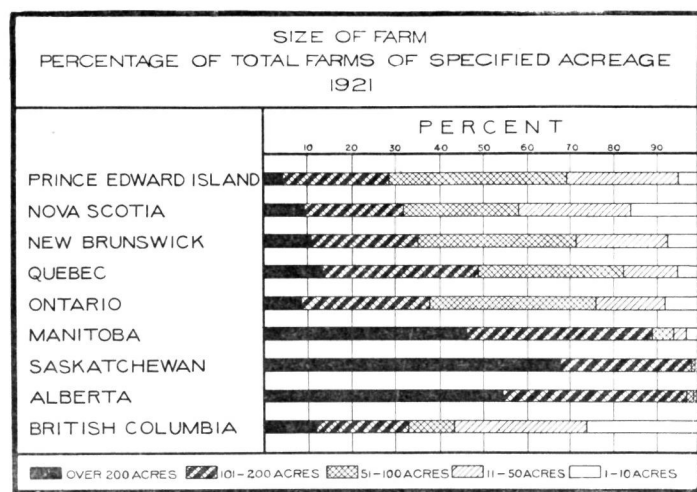 SIZE OF FARM
PERCENTAGE OF TOTAL FARMS OF SPECIFIED ACREAGE
1921
PERCENT
10 20 30 40 50 60 70 80 90
PRINCE EDWARD ISLAND
NOVA SCOTIA
NEW BRUNSWICK
QUEBEC
ONTARIO
MANITOBA
SASKATCHEWAN
ALBERTA
BRITISH COLUMBIA
OVER 200 ACRES 101-200 ACRES 51-100 ACRES 11-50 ACRES 1-10 ACRES